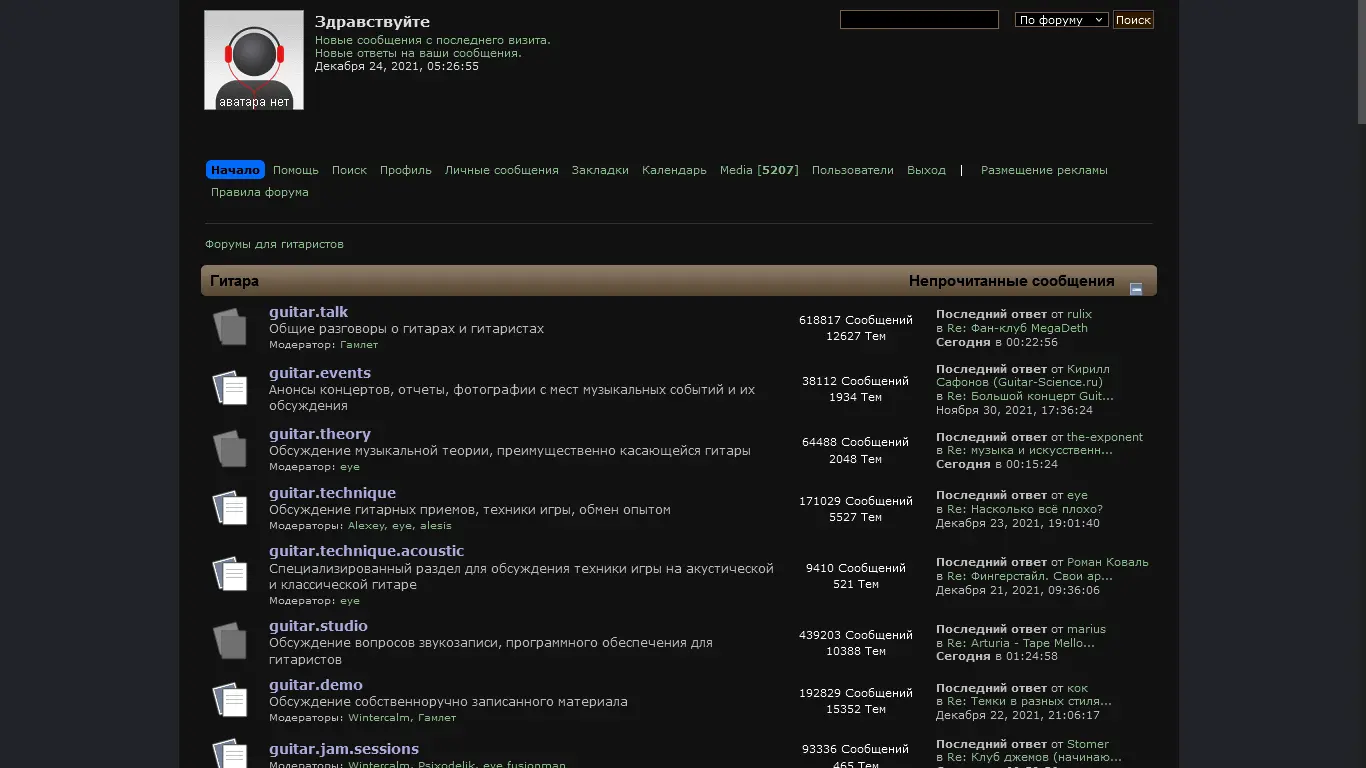 Здравствуйте
Новые сообщения с последнего визита.
Новые ответы на ваши сообщения.
Декабря 24, 2021, 05:26:55
аватара нет
По форуму
Поиск
Начало Помощь Поиск Профиль Личные сообщения Закладки Календарь Media [5207] Пользователи Выход | Размещение рекламы
Правила форума
Форумы для гитаристов
Гитара Непрочитанные сообщения
guitar.talk
Общие разговоры о гитарах и гитаристах
Модератор: Гамлет
618817 Сообщений
12627 Тем
Последний ответ от rulix
в Re: Фан-клуб MegaDeth
Сегодня в 00:22:56
guitar.events
Анонсы концертов, отчеты, фотографии с мест музыкальных событий и их
обсуждения
38112 Сообщений
1934 Тем
Последний ответ от Кирилл
Сафонов (Guitar-Science.ru)
в Re: Большой концерт Guit...
Ноября 30, 2021, 17:36:24
guitar.theory
Обсуждение музыкальной теории, преимущественно касающейся гитары
Модератор: eye
64488 Сообщений
2048 Тем
Последний ответ от the-exponent
в Re: музыка и искусственн...
Сегодня в 00:15:24
guitar.technique
Обсуждение гитарных приемов, техники игры, обмен опытом
Модераторы: Alexey, eye, alesis
171029 Сообщений
5527 Тем
Последний ответ от eye
в Re: Насколько всё плохо?
Декабря 23, 2021, 19:01:40
guitar.technique.acoustic
Специализированный раздел для обсуждения техники игры на акустической
и классической гитаре
Модератор: eye
9410 Сообщений
521 Тем
Последний ответ от Роман Коваль
в Re: Фингерстайл. Свои ар...
Декабря 21, 2021, 09:36:06
guitar.studio
Обсуждение вопросов звукозаписи, программного обеспечения для
гитаристов
439203 Сообщений
10388 Тем
Последний ответ от marius
в Re: Arturia - Tape Mello...
Сегодня в 01:24:58
guitar.demo
Обсуждение собственноручно записанного материала
Модераторы: Wintercalm, Гамлет
192829 Сообщений
15352 Тем
Последний ответ от кок
в Re: Темки в разных стиля...
Декабря 22, 2021, 21:06:17
guitar.jam.sessions
Модераторы: Wintercalm, Psixodelik, eye fusionman
93336 Сообщений
465 Тем
Последний ответ от Stomer
в Re: Клуб джемов (начинаю...